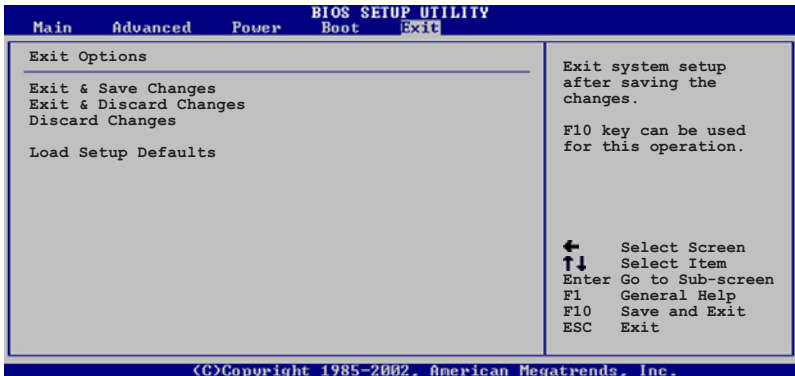 BIOS SETUP UTILITY
Main Advanced Power Boot Exit
Exit Options
Exit & Save Changes
Exit & Discard Changes
Discard Changes
Load Setup Defaults
Exit system setup
after saving the
changes.
F10 key can be used
for this operation.
← Select Screen
↑↓ Select Item
Enter Go to Sub-screen
F1 General Help
F10 Save and Exit
ESC Exit
(C)Copyright 1985-2002, American Megatrends, Inc.